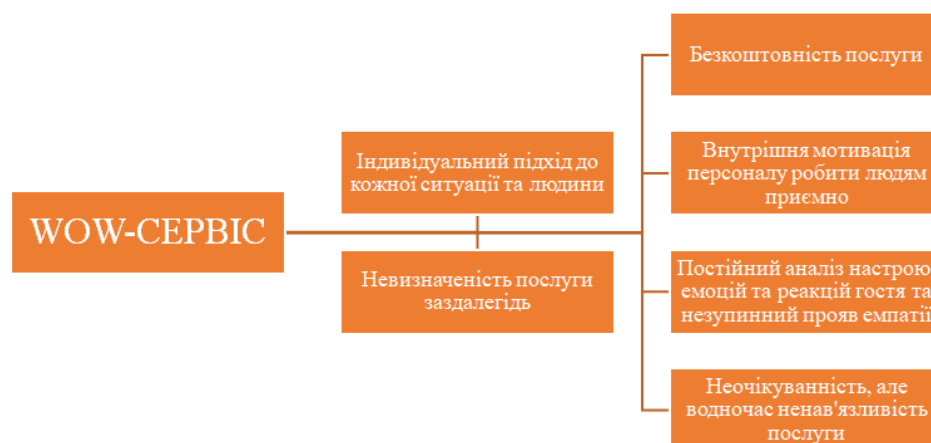 WOW-СЕРВІС
Індивідуальний підхід до
кожної ситуації та людини
Невизначеність послуги
заздалегідь
Безкоштовність послуги
Внутрішня мотивація
персоналу робити людям
приємно
Постійний аналіз настрою,
емоцій та реакцій гостя та
незупинний прояв емпатії
Неочікуванність, але
водночас ненав'язливість
послуги